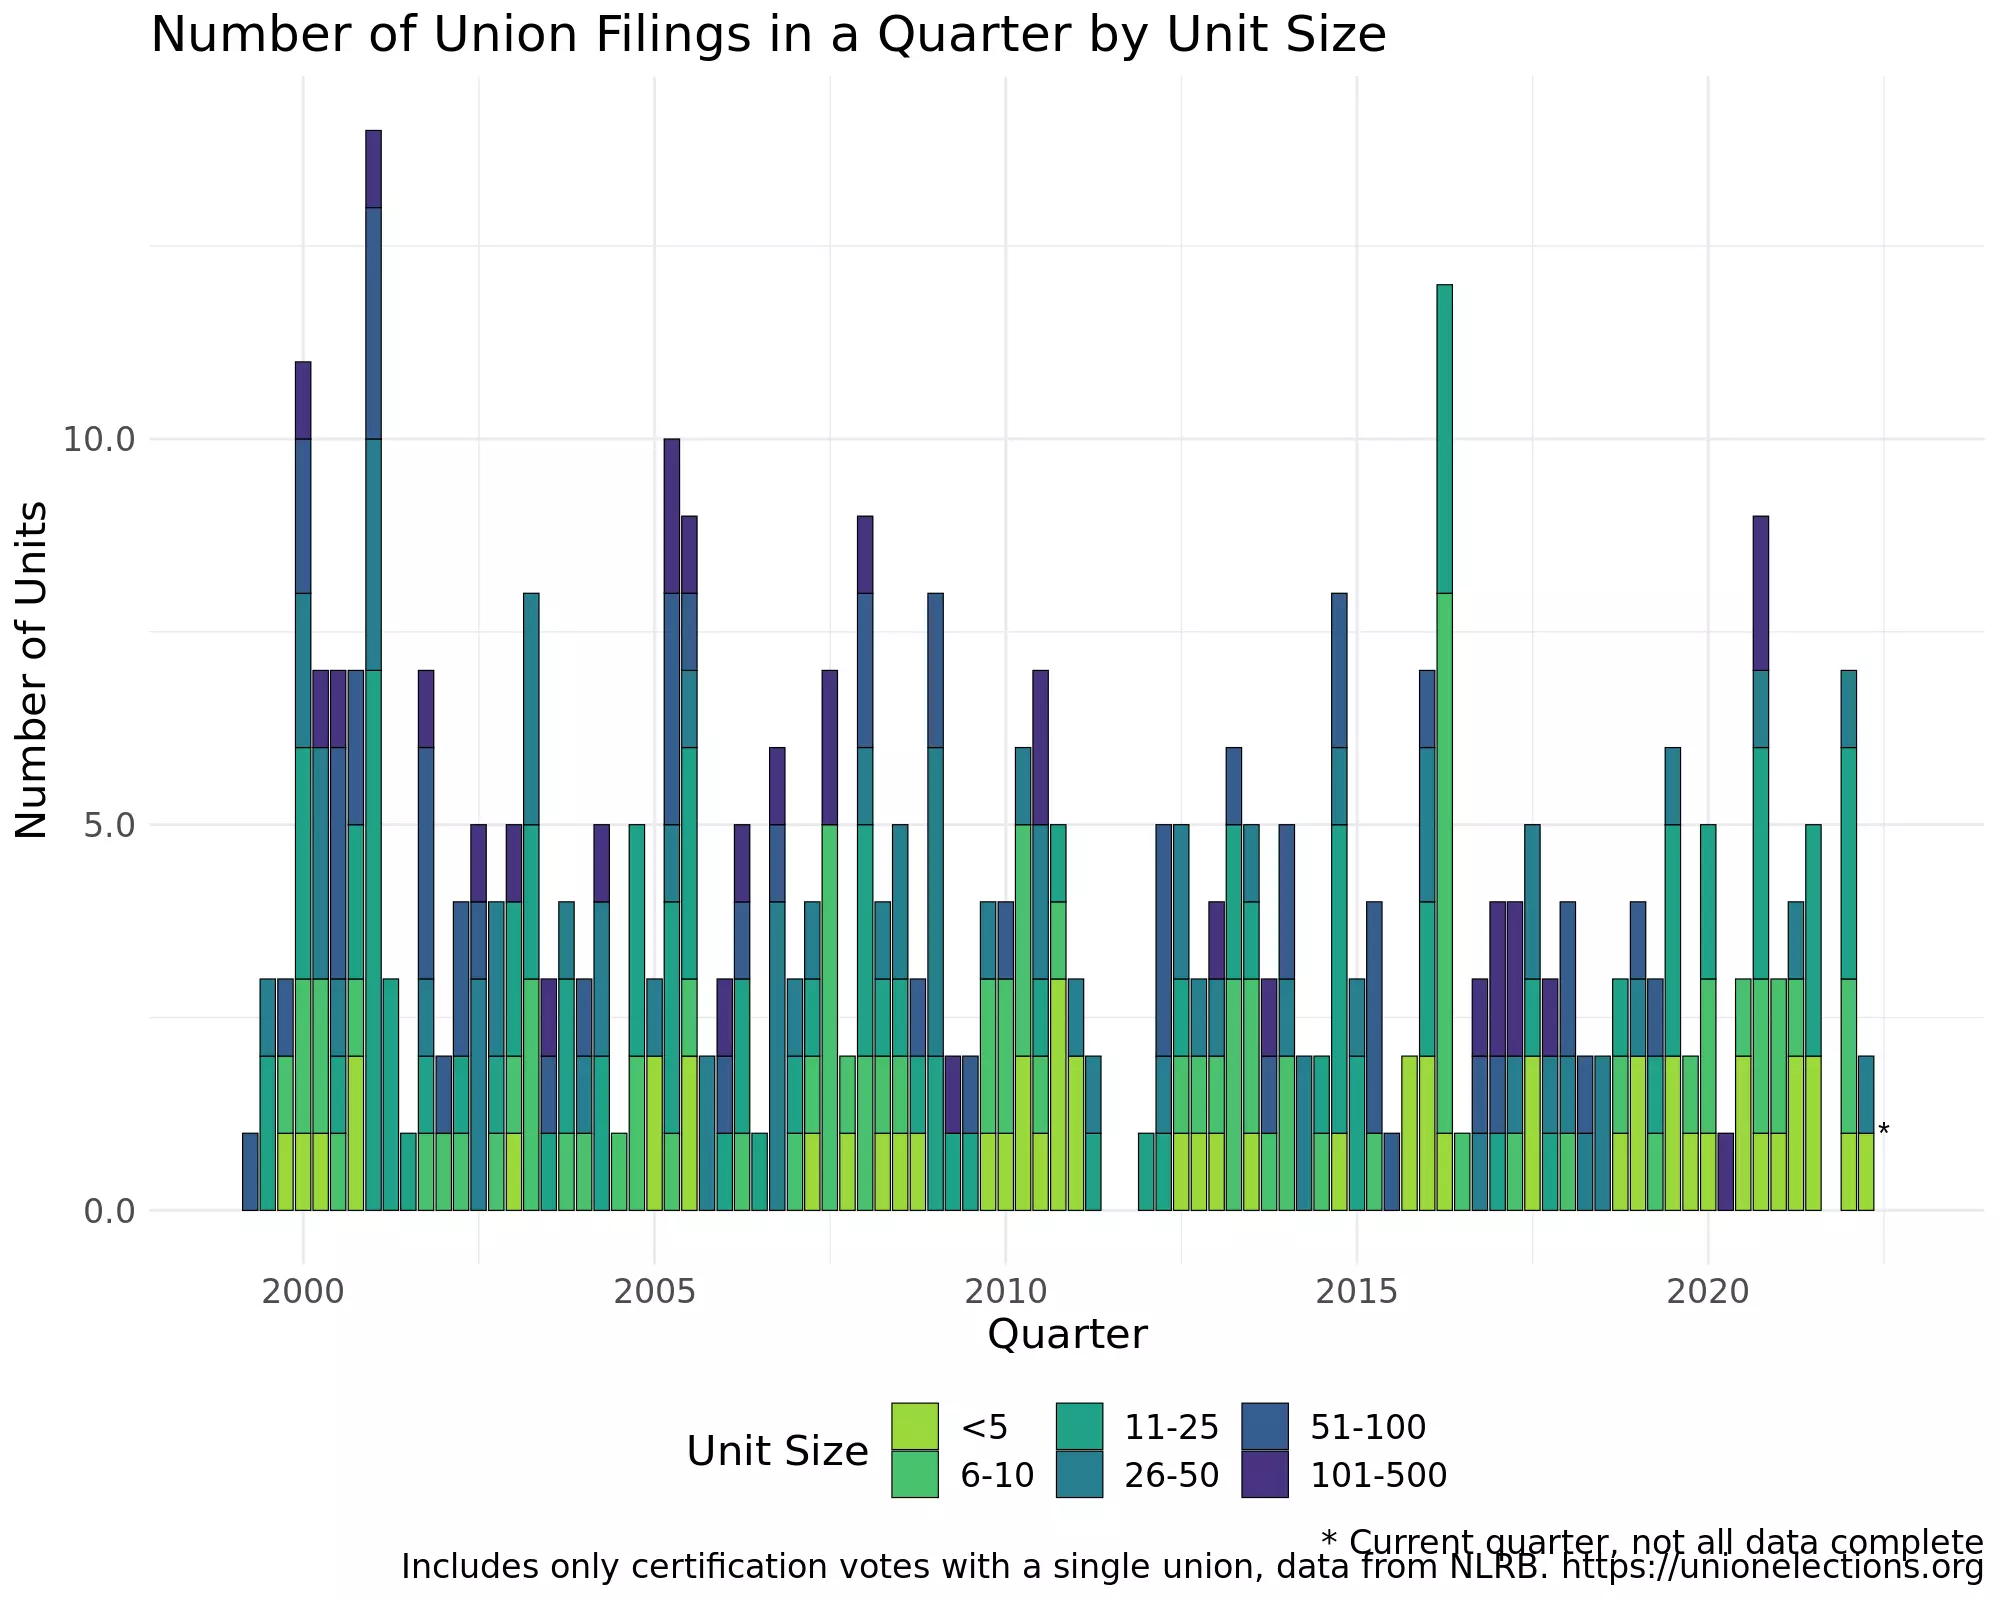 Number of Union Filings in a Quarter by Unit Size
Number of Units
10.0
5.0
0.0
*
2000 2005 2010 2015 2020
Quarter
Unit Size
<5 11-25 51-100
6-10 26-50 101-500
* Current quarter, not all data complete
Includes only certification votes with a single union, data from NLRB. https://unionelections.org